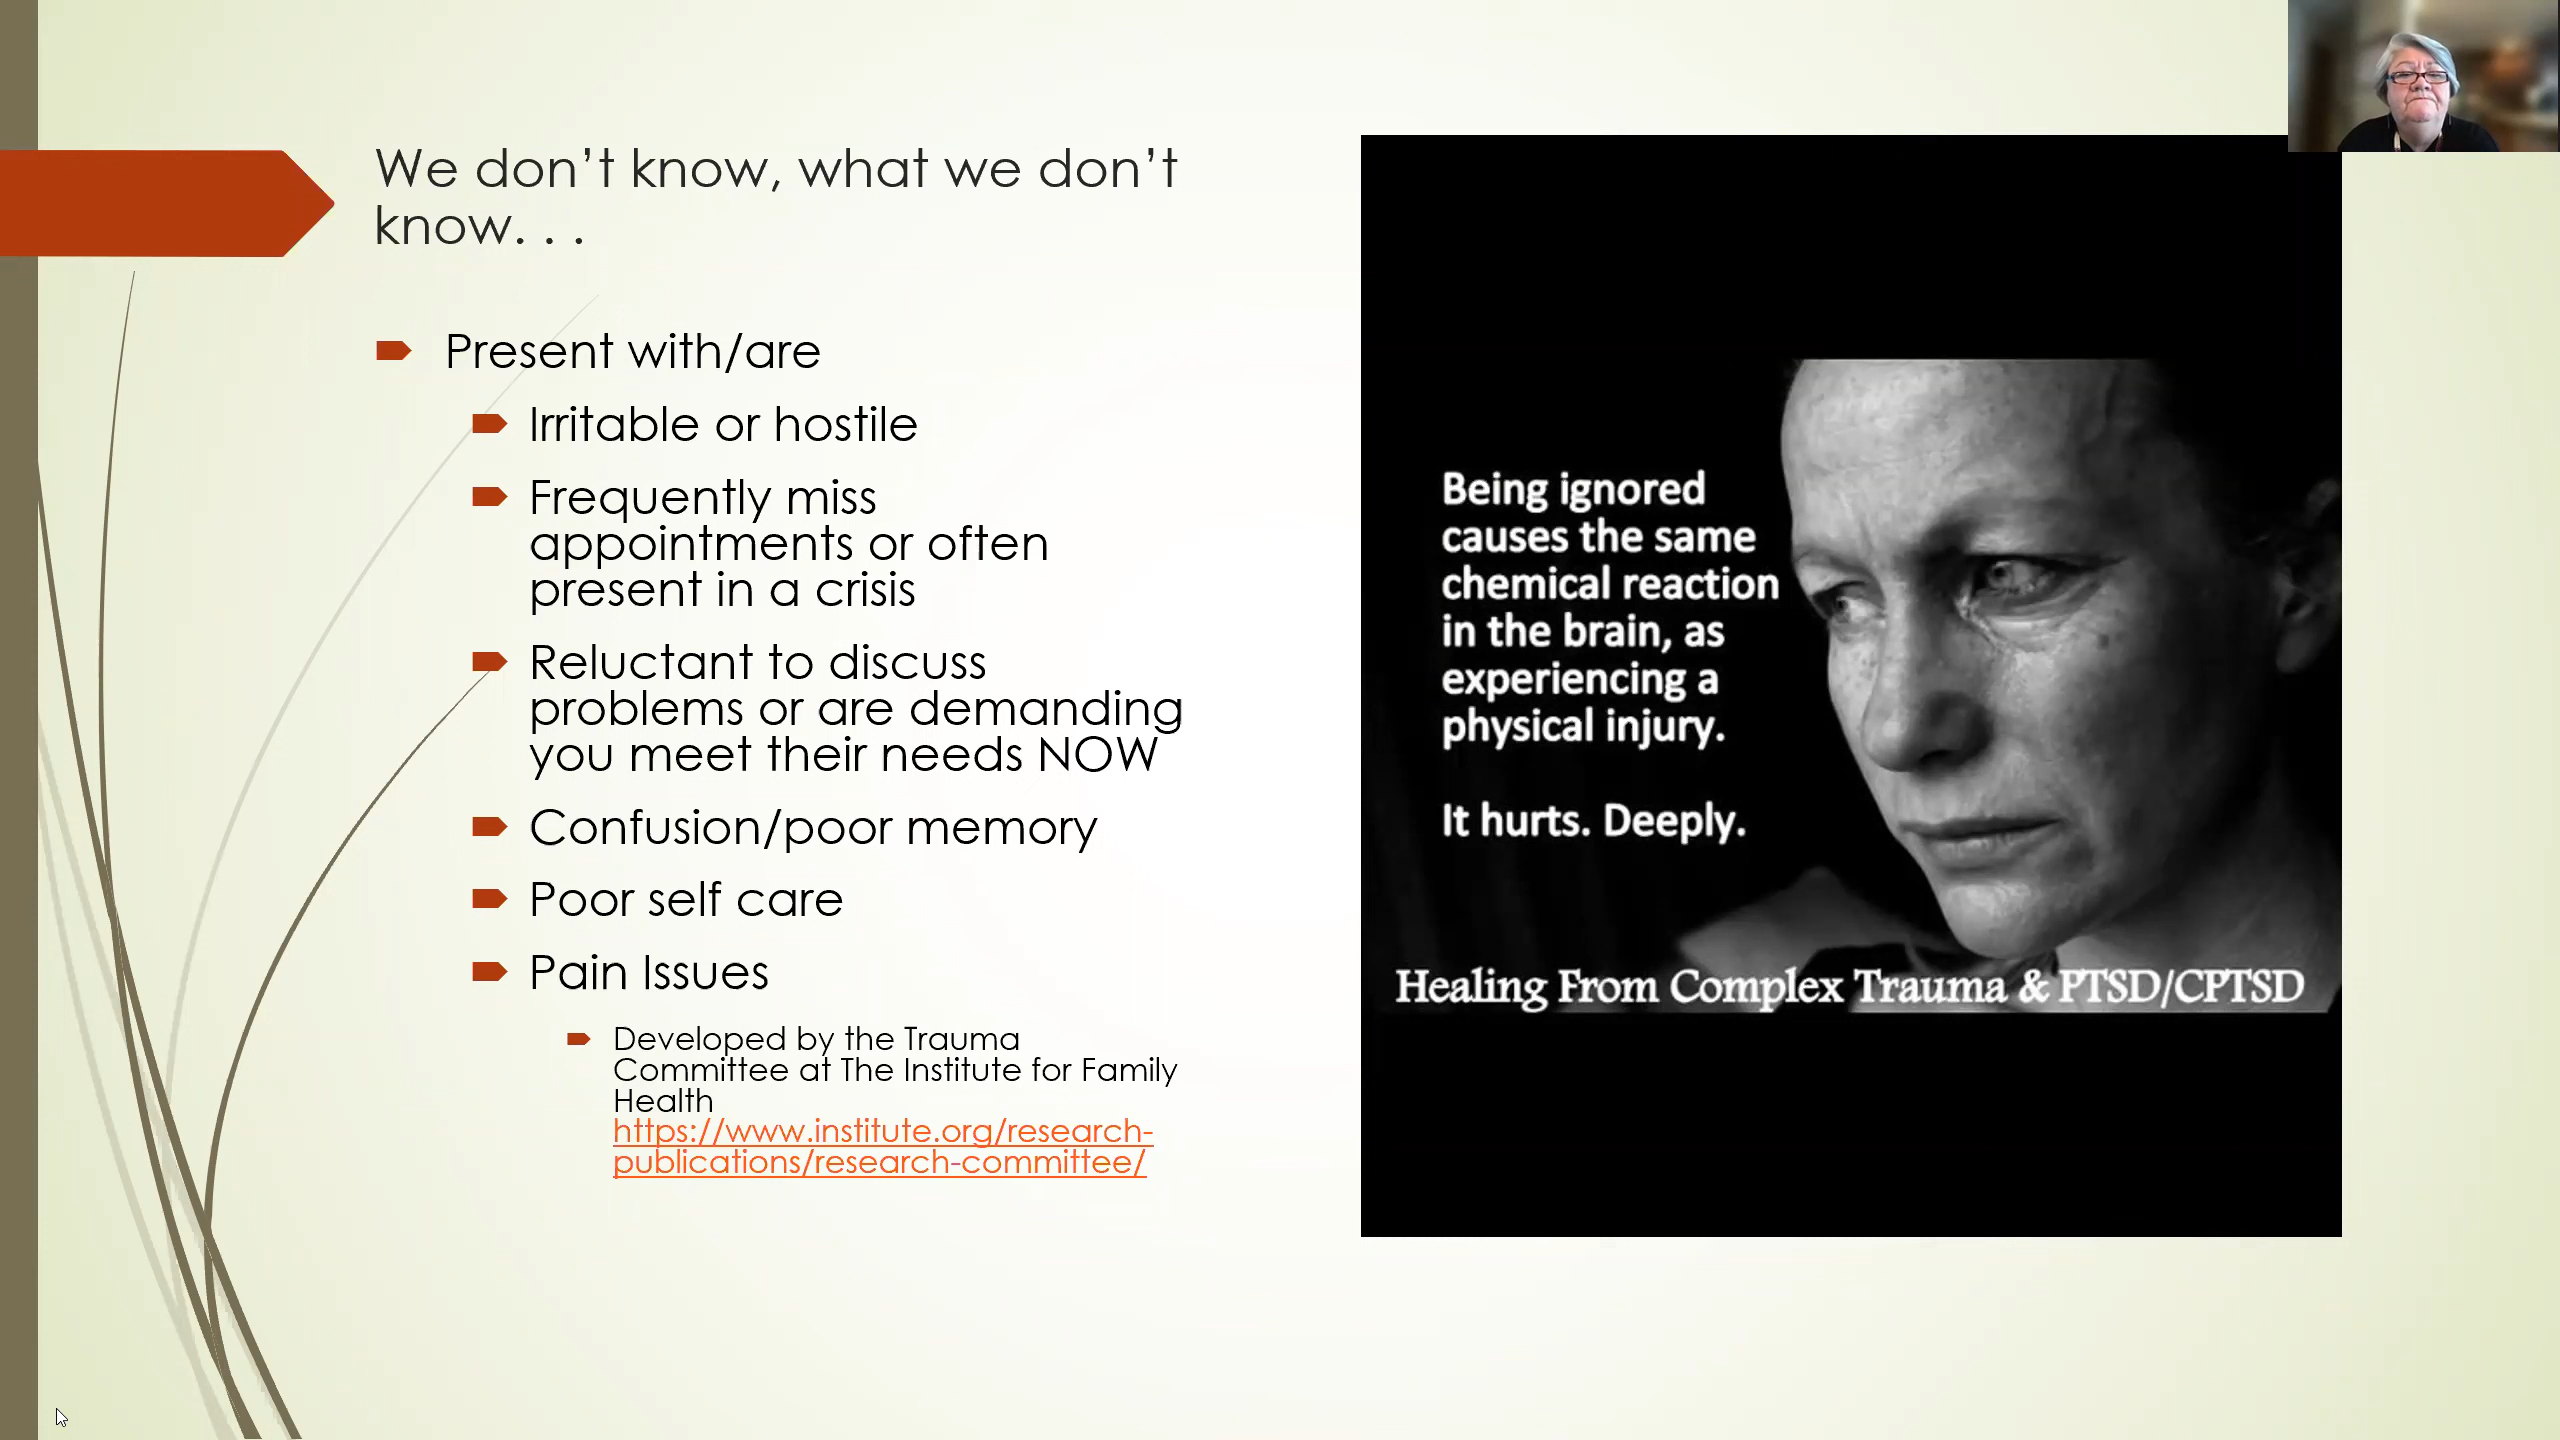 We don’t know, what we don’t
know. . .
Present with/are
Irritable or hostile
Frequently miss
appointments or often
present in a crisis
Reluctant to discuss
problems or are demanding
you meet their needs NOW
Confusion/poor memory
Poor self care
Pain Issues
Developed by the Trauma
Committee at The Institute for Family
Health
https://www.institute.org/research-
publications/research-committee/
Being ignored
causes the same
chemical reaction
in the brain, as
experiencing a
physical injury.
It hurts. Deeply.
Healing From Complex Trauma & PTSD/CPTSD